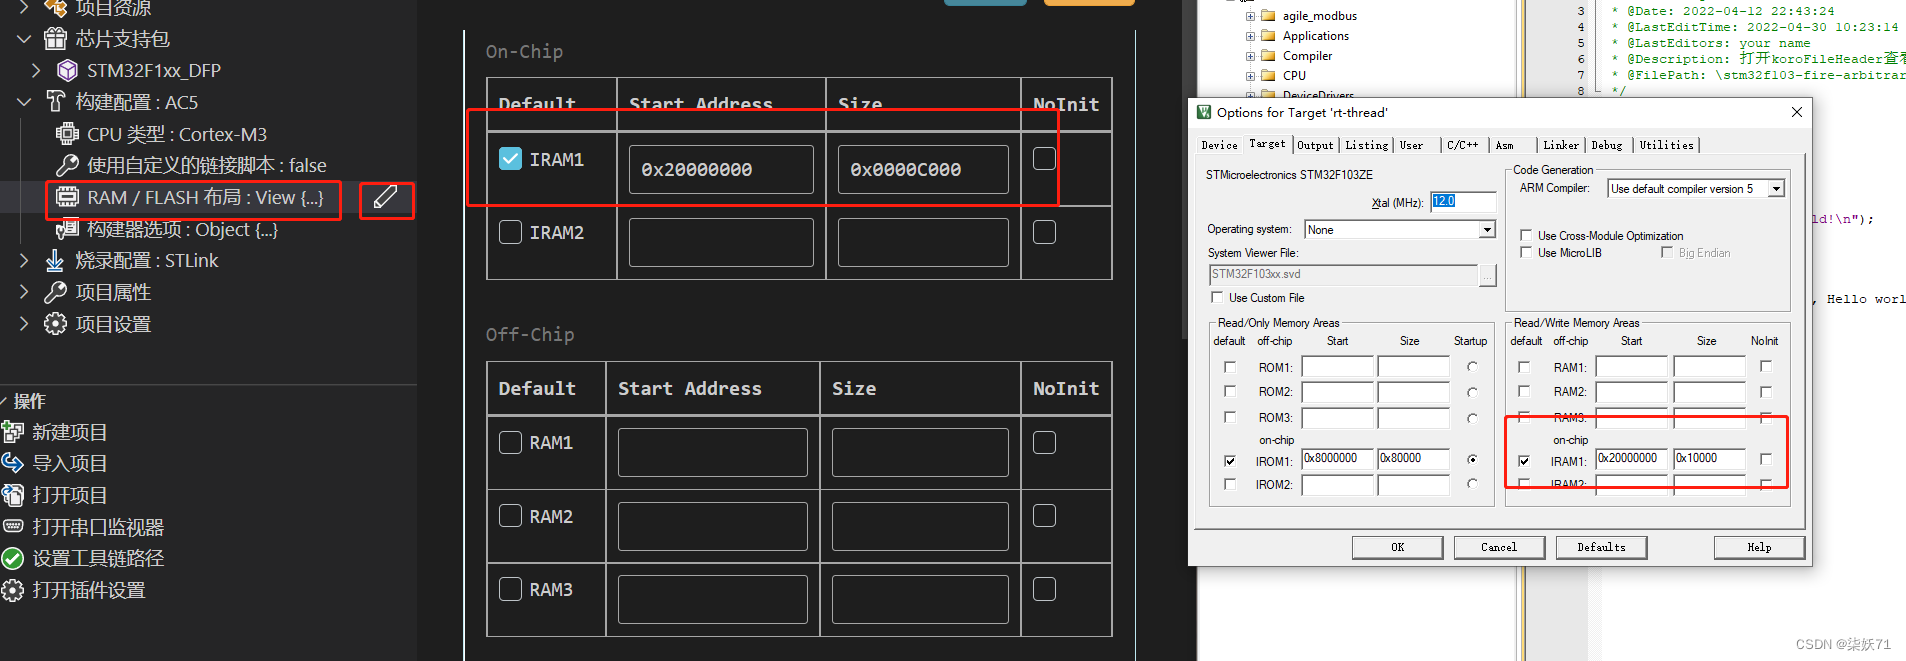 项目资源
芯片支持包
STM32F1xx_DFP
构建配置 : AC5
CPU 类型 : Cortex-M3
使用自定义的链接脚本 : false
RAM / FLASH 布局 : View {...}
构建器选项 : Object {...}
烧录配置 : STLink
项目属性
项目设置
操作
新建项目
导入项目
打开项目
打开串口监视器
设置工具链路径
打开插件设置
On-Chip
Default Start Address Size NoInit
IRAM1 0x20000000 0x0000C000
IRAM2
Off-Chip
Default Start Address Size NoInit
RAM1
RAM2
RAM3
agile_modbus
Applications
Compiler
CPU
DeviceDrivers
3 * @Date: 2022-04-12 22:43:24
4 * @LastEditTime: 2022-04-30 10:23:14
5 * @LastEditors: your name
6 * @Description: 打开koroFileHeader查看
7 * @FilePath: \stm32f103-fire-arbitrar
8 */
ld!\n");
, Hello worl
Options for Target 'rt-thread'
Device Target Output Listing User C/C++ Asm Linker Debug Utilities
STMicroelectronics STM32F103ZE
Xtal (MHz): 12.0
Operating system: None
System Viewer File:
STM32F103xx.svd ...
Use Custom File
Code Generation
ARM Compiler: Use default compiler version 5
Use Cross-Module Optimization
Use MicroLIB Big Endian
Read/Only Memory Areas
default off-chip Start Size Startup
ROM1:
ROM2:
ROM3:
on-chip
IROM1: 0x8000000 0x80000
IROM2:
Read/Write Memory Areas
default off-chip Start Size NoInit
RAM1:
RAM2:
RAM3:
on-chip
IRAM1: 0x20000000 0x10000
IRAM2:
OK Cancel Defaults Help
CSDN @柒妖71